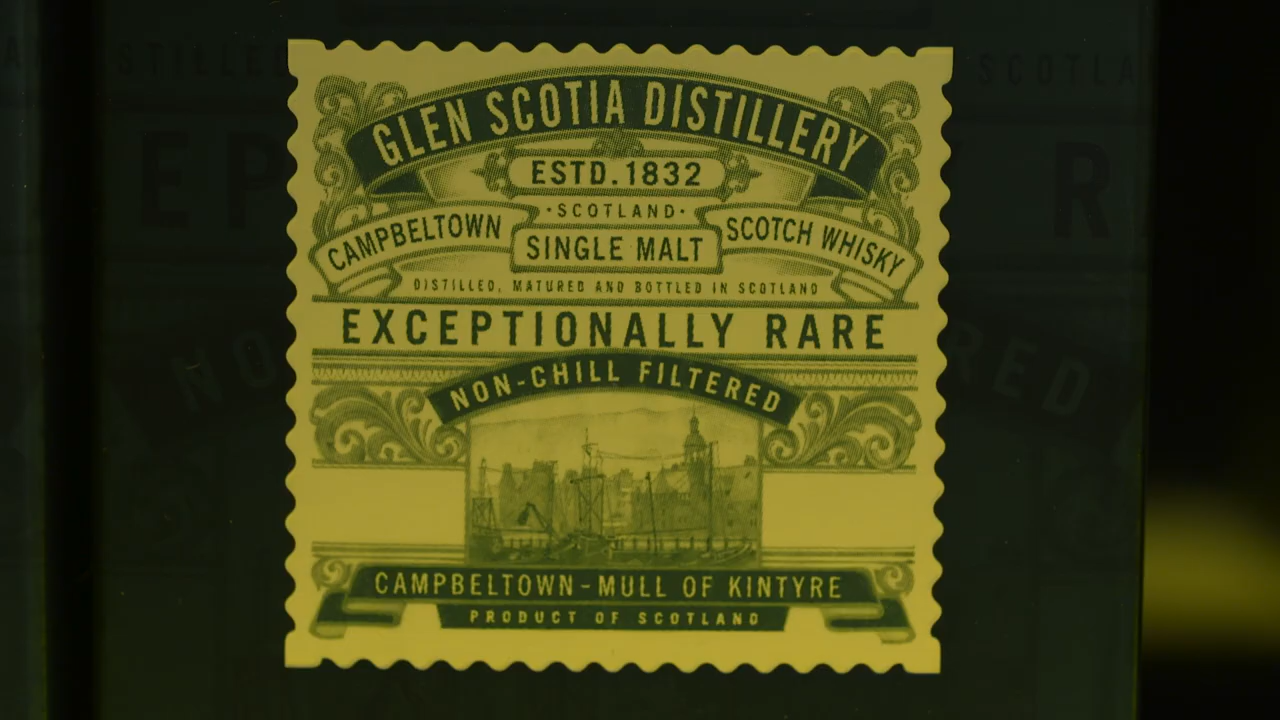 GLEN SCOTIA DISTILLERY
ESTD.1832
·SCOTLAND·
CAMPBELTOWN SINGLE MALT SCOTCH WHISKY
DISTILLED, MATURED AND BOTTLED IN SCOTLAND
EXCEPTIONALLY RARE
NON-CHILL FILTERED
CAMPBELTOWN-MULL OF KINTYRE
PRODUCT OF SCOTLAND